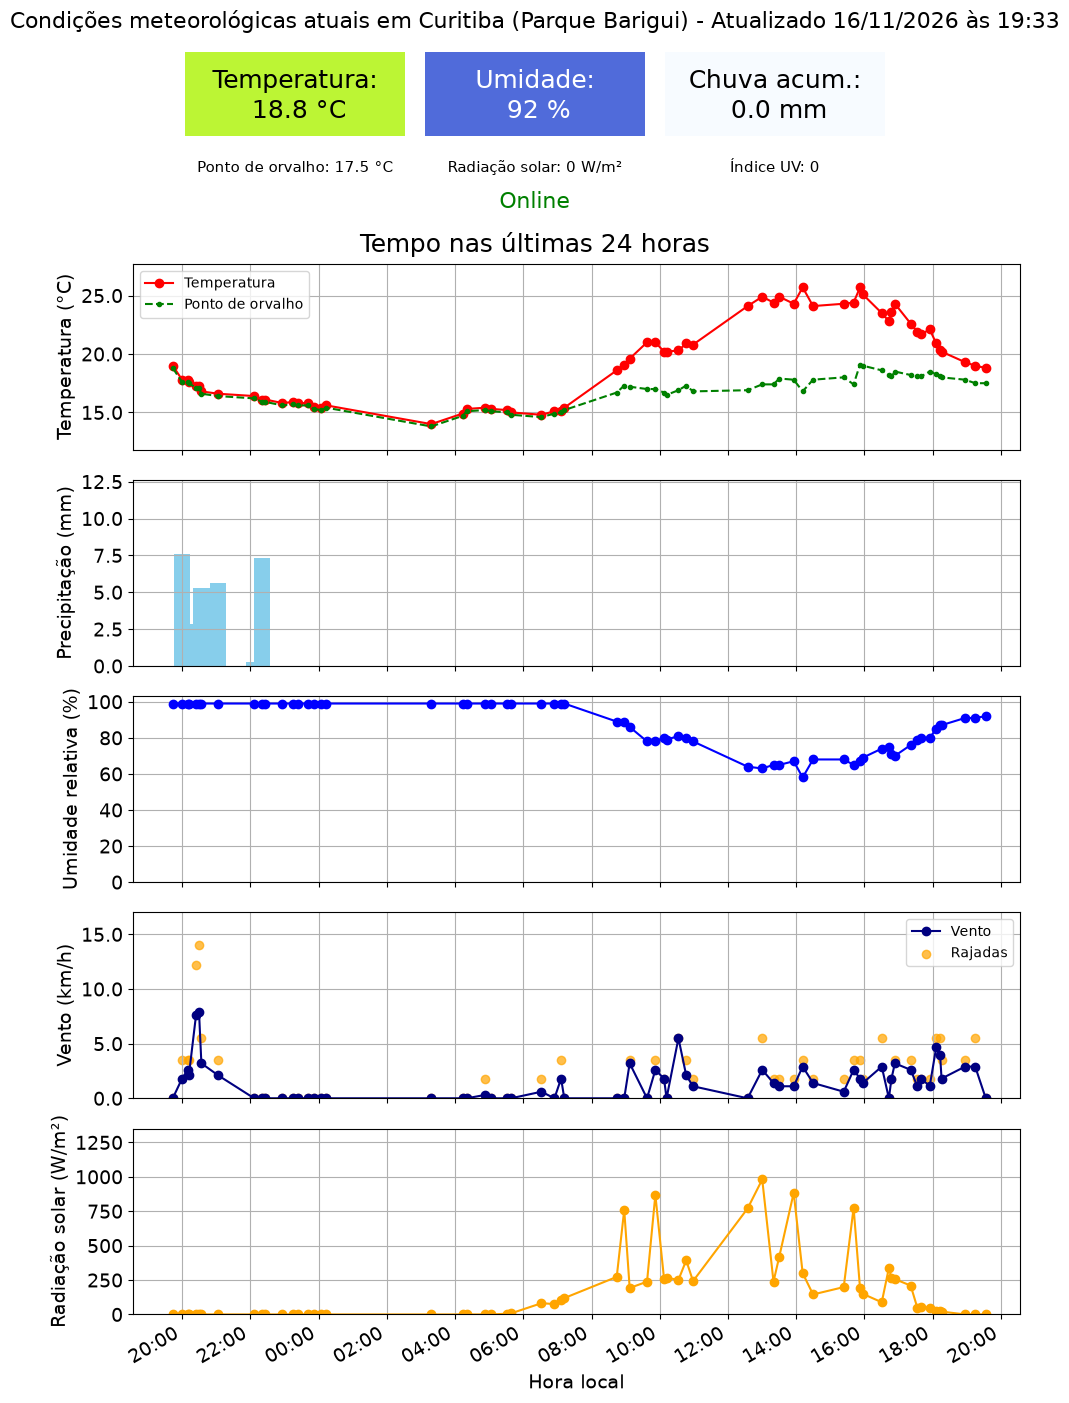 Condições meteorológicas atuais em Curitiba (Parque Barigui) - Atualizado 16/11/2026 às 19:33
Temperatura:
18.8 °C
Umidade:
92 %
Chuva acum.:
0.0 mm
Ponto de orvalho: 17.5 °C
Radiação solar: 0 W/m²
Índice UV: 0
Online
Tempo nas últimas 24 horas
Temperatura (°C)
25.0
20.0
15.0
Temperatura
Ponto de orvalho
Precipitação (mm)
12.5
10.0
7.5
5.0
2.5
0.0
Umidade relativa (%)
100
80
60
40
20
0
Vento (km/h)
15.0
10.0
5.0
0.0
Vento
Rajadas
Radiação solar (W/m²)
1250
1000
750
500
250
0
20:00
22:00
00:00
02:00
04:00
06:00
08:00
10:00
12:00
14:00
16:00
18:00
20:00
Hora local